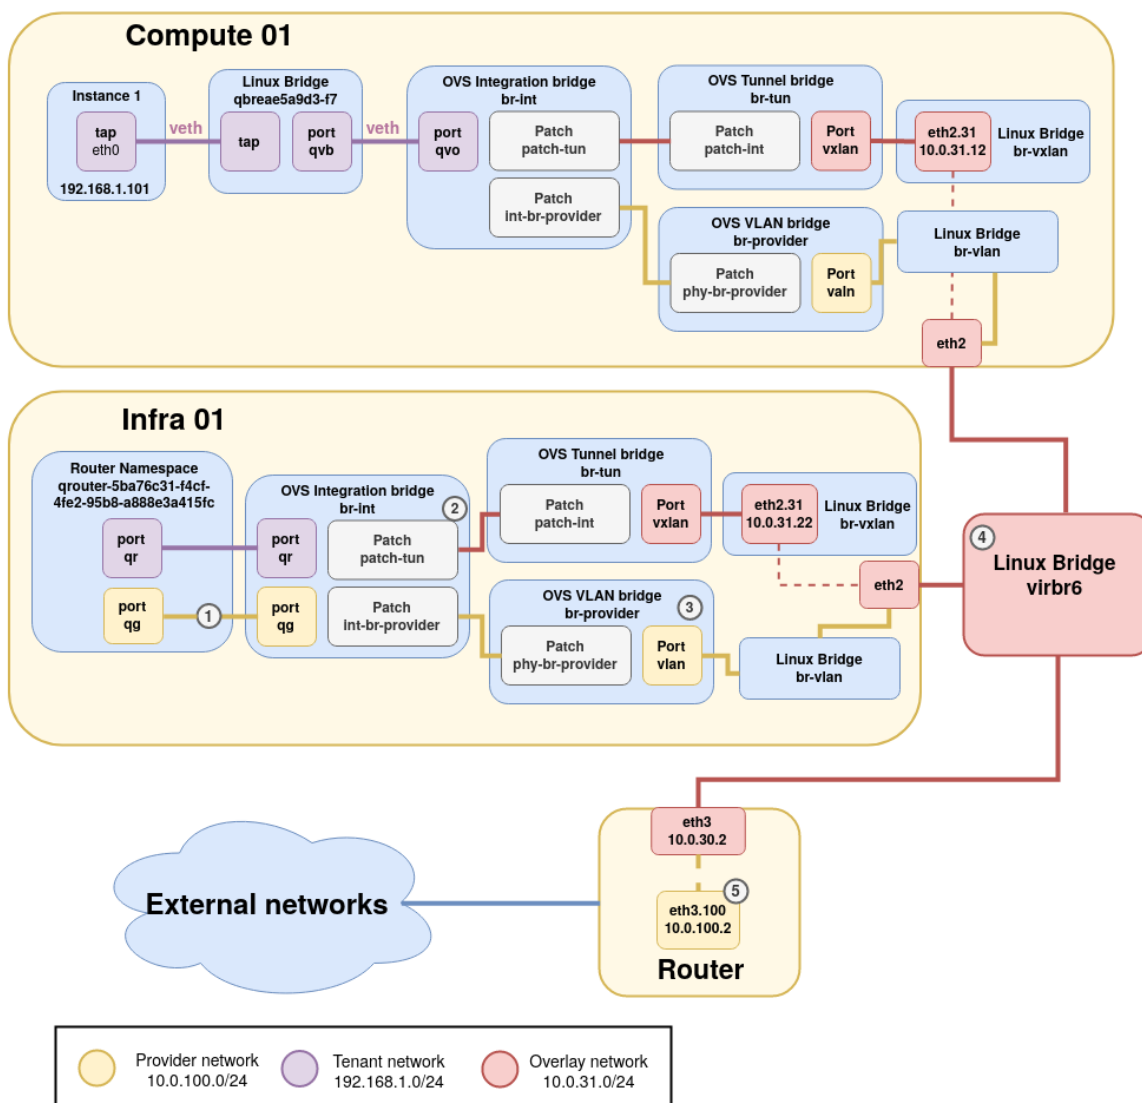 Compute 01
Instance 1
tap
eth0
192.168.1.101
veth
Linux Bridge
qbreae5a9d3-f7
tap
port
qvb
veth
OVS Integration bridge
br-int
port
qvo
Patch
patch-tun
Patch
int-br-provider
OVS Tunnel bridge
br-tun
Patch
patch-int
Port
vxlan
eth2.31
10.0.31.12
Linux Bridge
br-vxlan
OVS VLAN bridge
br-provider
Patch
phy-br-provider
Port
valn
Linux Bridge
br-vlan
eth2
Infra 01
Router Namespace
qrouter-5ba76c31-f4cf-
4fe2-95b8-a888e3a415fc
port
qr
port
qg
1
OVS Integration bridge
br-int
2
port
qr
Patch
patch-tun
port
qg
Patch
int-br-provider
OVS Tunnel bridge
br-tun
Patch
patch-int
Port
vxlan
eth2.31
10.0.31.22
Linux Bridge
br-vxlan
eth2
OVS VLAN bridge
br-provider
3
Patch
phy-br-provider
Port
vlan
Linux Bridge
br-vlan
4
Linux Bridge
virbr6
eth3
10.0.30.2
5
eth3.100
10.0.100.2
Router
External networks
Provider network
10.0.100.0/24
Tenant network
192.168.1.0/24
Overlay network
10.0.31.0/24